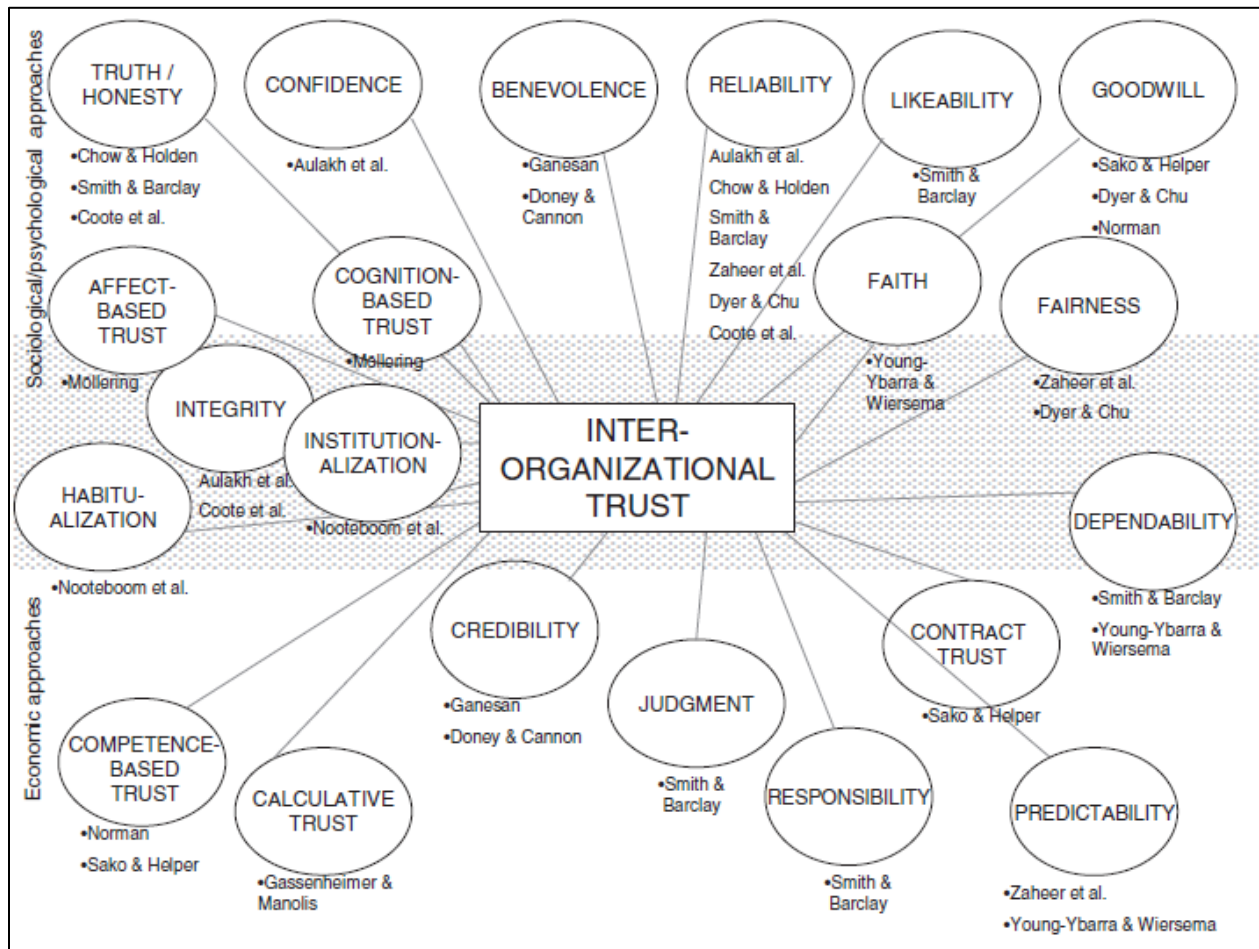 Sociological/psychological approaches
TRUTH /
HONESTY
•Chow & Holden
•Smith & Barclay
•Coote et al.
CONFIDENCE
•Aulakh et al.
BENEVOLENCE
•Ganesan
•Doney &
Cannon
RELIABILITY
Aulakh et al.
Chow & Holden
Smith &
Barclay
Zaheer et al.
Dyer & Chu
Coote et al.
LIKEABILITY
•Smith &
Barclay
GOODWILL
•Sako & Helper
•Dyer & Chu
•Norman
AFFECT-
BASED
TRUST
•Möllering
COGNITION-
BASED
TRUST
•Möllering
FAITH
•Young-
Ybarra &
Wiersema
FAIRNESS
•Zaheer et al.
•Dyer & Chu
INTEGRITY
Aulakh et al.
Coote et al.
INSTITUTION-
ALIZATION
•Nooteboom et al.
INTER-
ORGANIZATIONAL
TRUST
HABITU-
ALIZATION
•Nooteboom et al.
DEPENDABILITY
•Smith & Barclay
•Young-Ybarra &
Wiersema
Economic approaches
CREDIBILITY
•Ganesan
•Doney & Cannon
JUDGMENT
•Smith &
Barclay
CONTRACT
TRUST
•Sako & Helper
COMPETENCE-
BASED
TRUST
•Norman
•Sako & Helper
CALCULATIVE
TRUST
•Gassenheimer &
Manolis
RESPONSIBILITY
•Smith &
Barclay
PREDICTABILITY
•Zaheer et al.
•Young-Ybarra & Wiersema